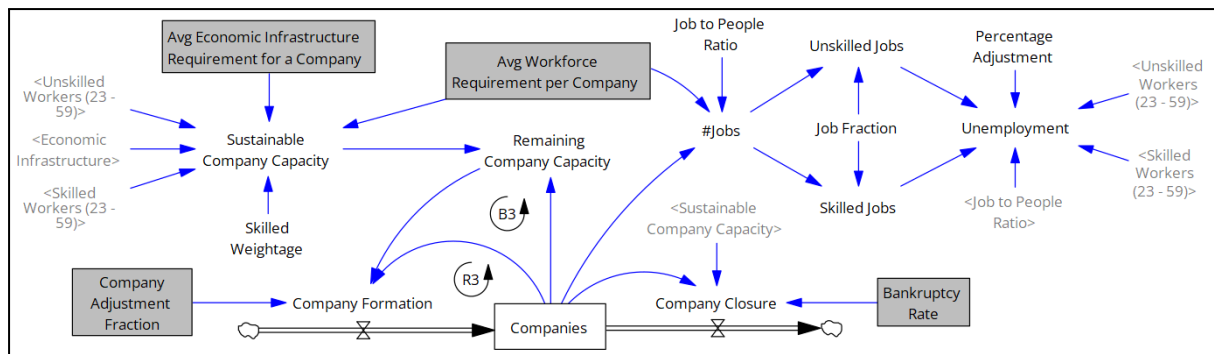 Avg Economic Infrastructure
Requirement for a Company
Avg Workforce
Requirement per Company
Job to People
Ratio
Unskilled Jobs
Percentage
Adjustment
<Unskilled
Workers (23 -
59)>
<Unskilled
Workers
(23 - 59)>
<Economic
Infrastructure>
Sustainable
Company Capacity
Remaining
Company Capacity
#Jobs
Job Fraction
Unemployment
<Skilled
Workers (23 -
59)>
<Skilled
Workers
(23 - 59)>
Skilled
Weightage
B3
<Sustainable
Company Capacity>
Skilled Jobs
<Job to People
Ratio>
R3
Company
Adjustment
Fraction
Company Formation
Companies
Company Closure
Bankruptcy
Rate